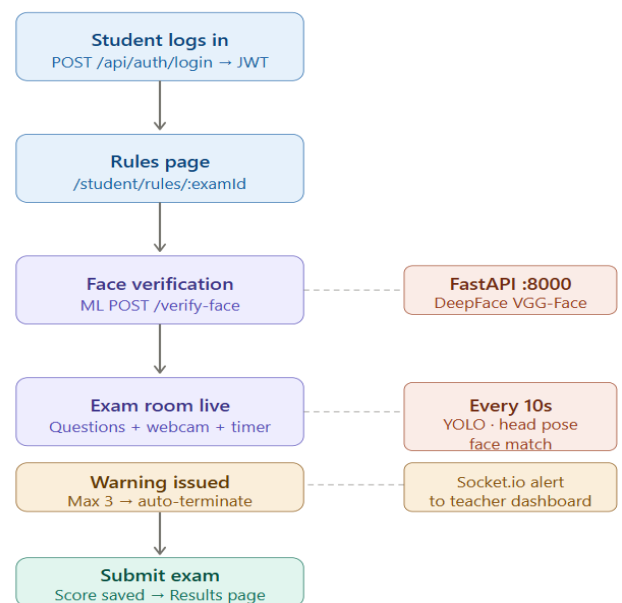 Student logs in
POST /api/auth/login → JWT
Rules page
/student/rules/:examId
Face verification
ML POST /verify-face
FastAPI :8000
DeepFace VGG-Face
Exam room live
Questions + webcam + timer
Every 10s
YOLO · head pose
face match
Warning issued
Max 3 → auto-terminate
Socket.io alert
to teacher dashboard
Submit exam
Score saved → Results page